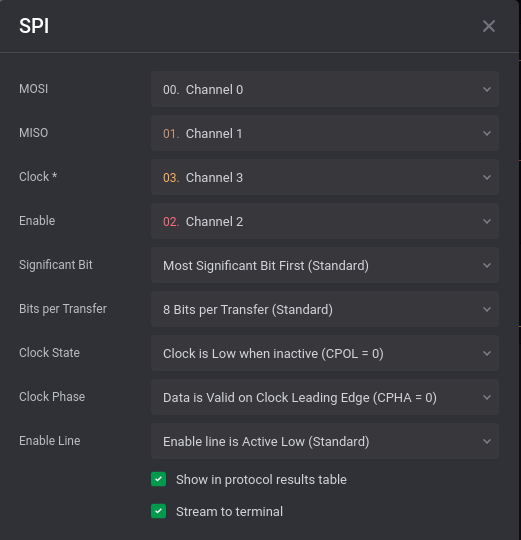 SPI
MOSI 00. Channel 0
MISO 01. Channel 1
Clock * 03. Channel 3
Enable 02. Channel 2
Significant Bit Most Significant Bit First (Standard)
Bits per Transfer 8 Bits per Transfer (Standard)
Clock State Clock is Low when inactive (CPOL = 0)
Clock Phase Data is Valid on Clock Leading Edge (CPHA = 0)
Enable Line Enable line is Active Low (Standard)
Show in protocol results table
Stream to terminal